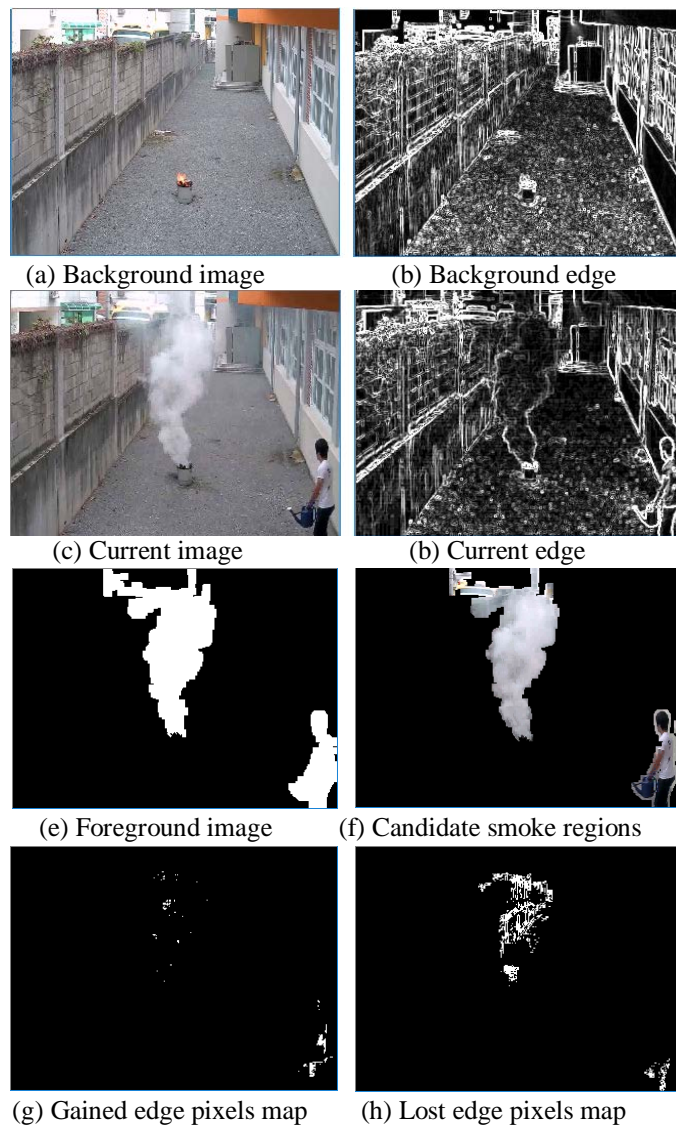 (a) Background image
(b) Background edge
(c) Current image
(b) Current edge
(e) Foreground image
(f) Candidate smoke regions
(g) Gained edge pixels map
(h) Lost edge pixels map